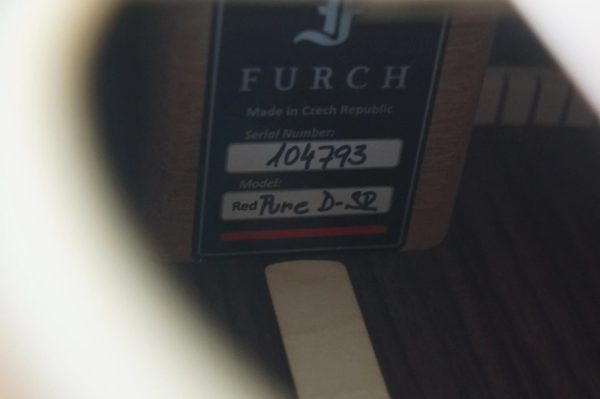 FURCH
Made in Czech Republic
Serial Number:
104793
Model:
Red Pure D-SR